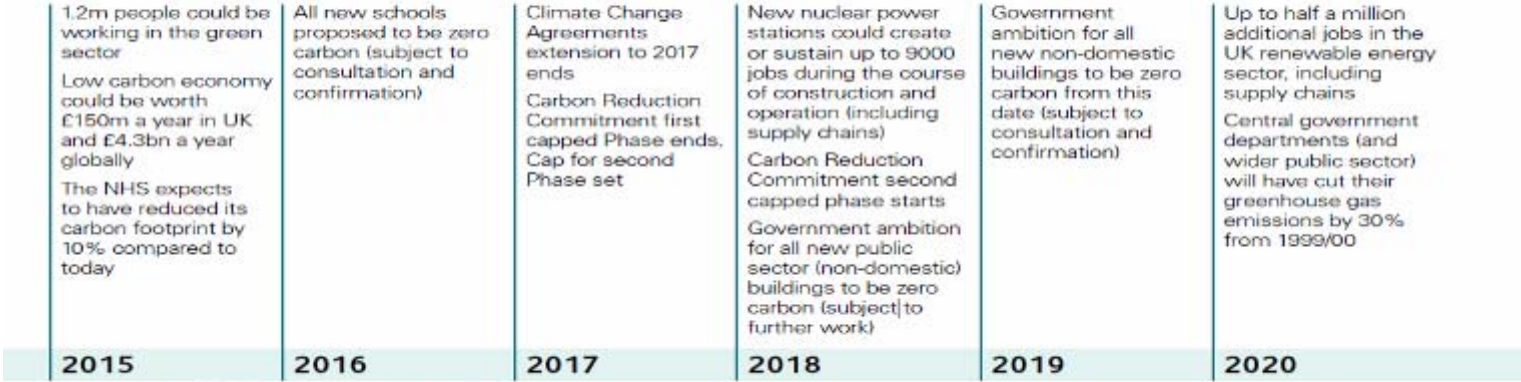 1.2m people could be
working in the green
sector
Low carbon economy
could be worth
£150m a year in UK
and £4.3bn a year
globally
The NHS expects
to have reduced its
carbon footprint by
10% compared to
today
2015
All new schools
proposed to be zero
carbon (subject to
consultation and
confirmation)
2016
Climate Change
Agreements
extension to 2017
ends
Carbon Reduction
Commitment first
capped Phase ends.
Cap for second
Phase set
2017
New nuclear power
stations could create
or sustain up to 9000
jobs during the course
of construction and
operation (including
supply chains)
Carbon Reduction
Commitment second
capped phase starts
Government ambition
for all new public
sector (non-domestic)
buildings to be zero
carbon (subject to
further work)
2018
Government
ambition for all
new non-domestic
buildings to be zero
carbon from this
date (subject to
consultation and
confirmation)
2019
Up to half a million
additional jobs in the
UK renewable energy
sector, including
supply chains
Central government
departments (and
wider public sector)
will have cut their
greenhouse gas
emissions by 30%
from 1999/00
2020